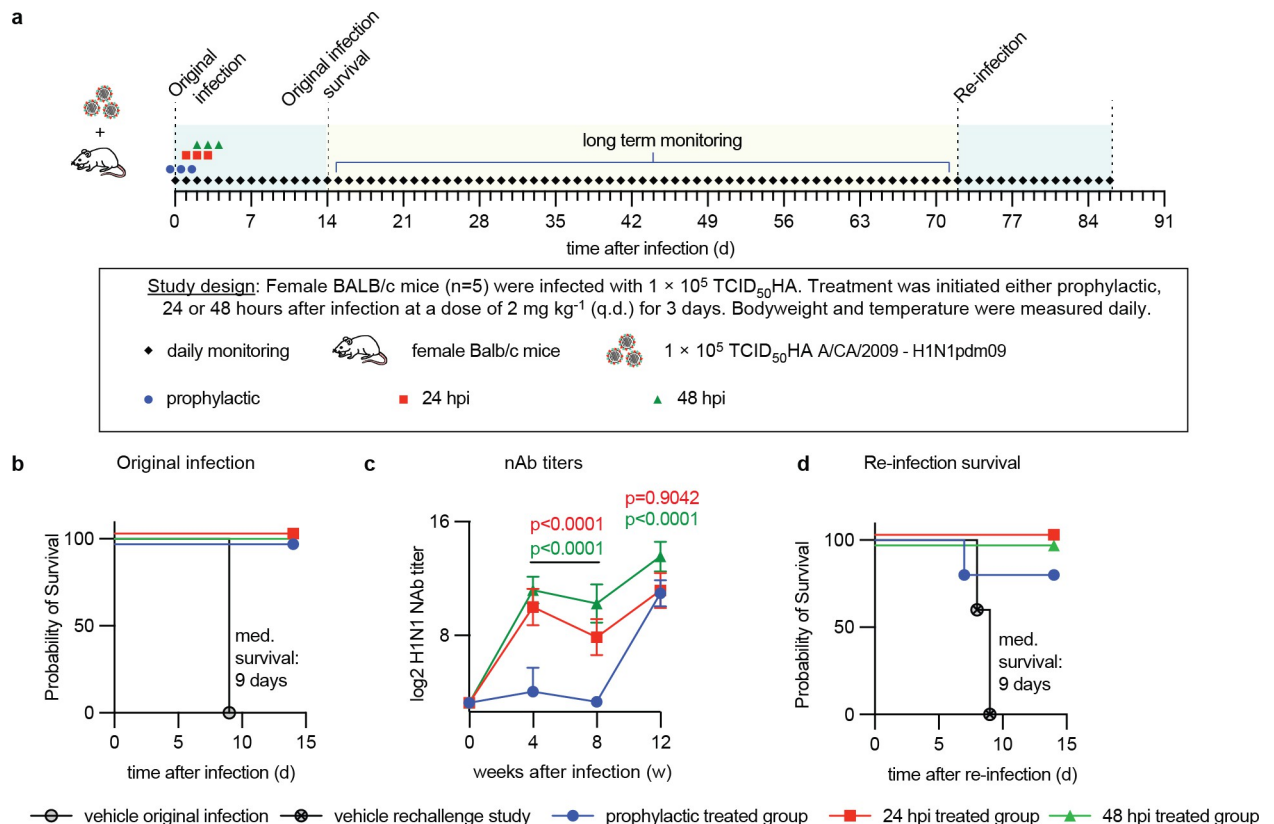 a
Original
infection
Original infection
survival
Re-infeciton
+
long term monitoring
0 7 14 21 28 35 42 49 56 63 70 77 84 91
time after infection (d)
Study design: Female BALB/c mice (n=5) were infected with 1 × 10⁵ TCID₅₀HA. Treatment was initiated either prophylactic,
24 or 48 hours after infection at a dose of 2 mg kg⁻¹ (q.d.) for 3 days. Bodyweight and temperature were measured daily.
daily monitoring female Balb/c mice 1 × 10⁵ TCID₅₀HA A/CA/2009 - H1N1pdm09
prophylactic 24 hpi 48 hpi
b Original infection
Probability of Survival
100
50
0
med.
survival:
9 days
0 5 10 15
time after infection (d)
c nAb titers
log2 H1N1 NAb titer
16
8
p<0.0001
p<0.0001
p=0.9042
p<0.0001
0 4 8 12
weeks after infection (w)
d Re-infection survival
Probability of Survival
100
50
0
med.
survival:
9 days
0 5 10 15
time after re-infection (d)
vehicle original infection vehicle rechallenge study prophylactic treated group 24 hpi treated group 48 hpi treated group